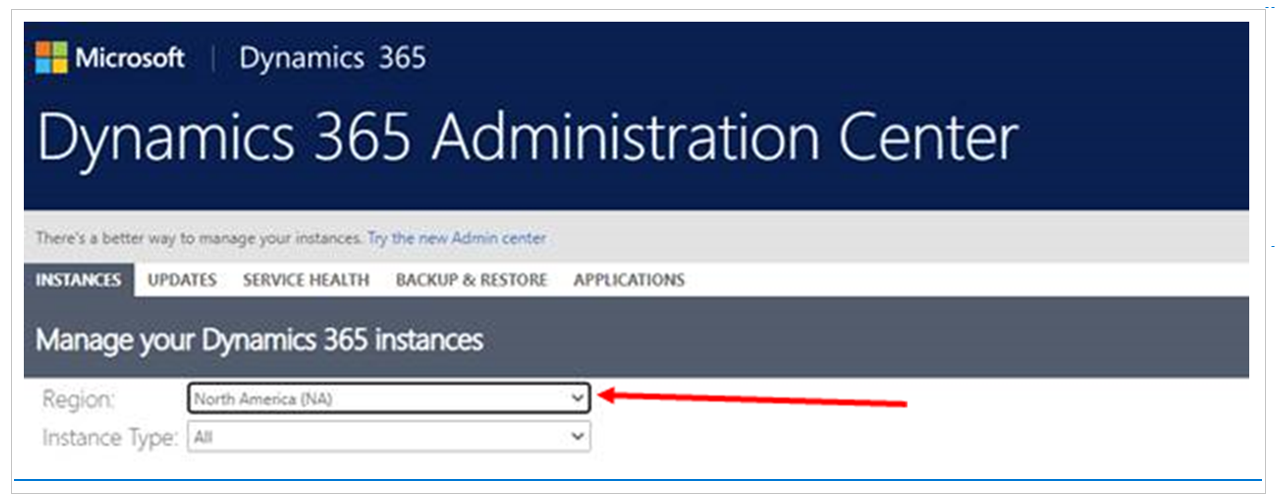 Microsoft | Dynamics 365
Dynamics 365 Administration Center
There's a better way to manage your instances. Try the new Admin center
INSTANCES UPDATES SERVICE HEALTH BACKUP & RESTORE APPLICATIONS
Manage your Dynamics 365 instances
Region: North America (NA)
Instance Type: All